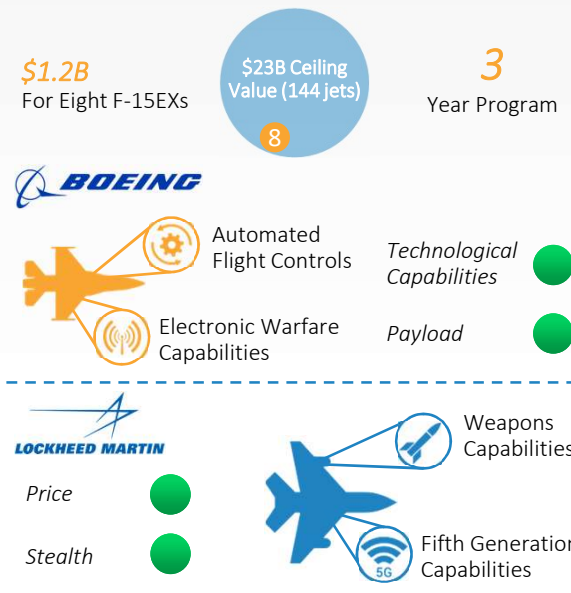 $1.2B
For Eight F-15EXs
$23B Ceiling
Value (144 jets)
8
3
Year Program
BOEING
Automated
Flight Controls
Electronic Warfare
Capabilities
Technological
Capabilities
Payload
LOCKHEED MARTIN
Price
Stealth
Weapons
Capabilities
5G
Fifth Generation
Capabilities